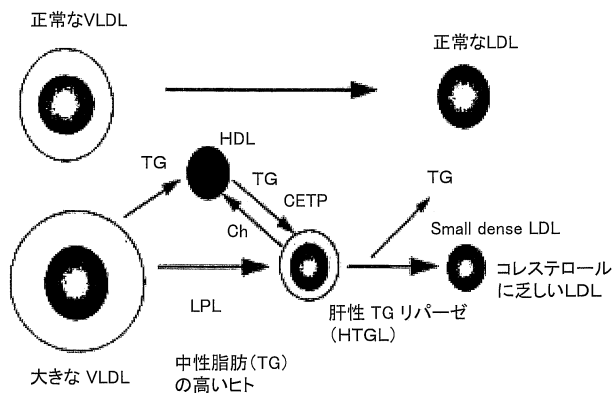 正常なVLDL
正常なLDL
HDL
TG
TG
CETP
TG
Ch
Small dense LDL
コレステロール
に乏しいLDL
LPL
肝性 TG リパーゼ
(HTGL)
大きな VLDL
中性脂肪(TG)
の高いヒト